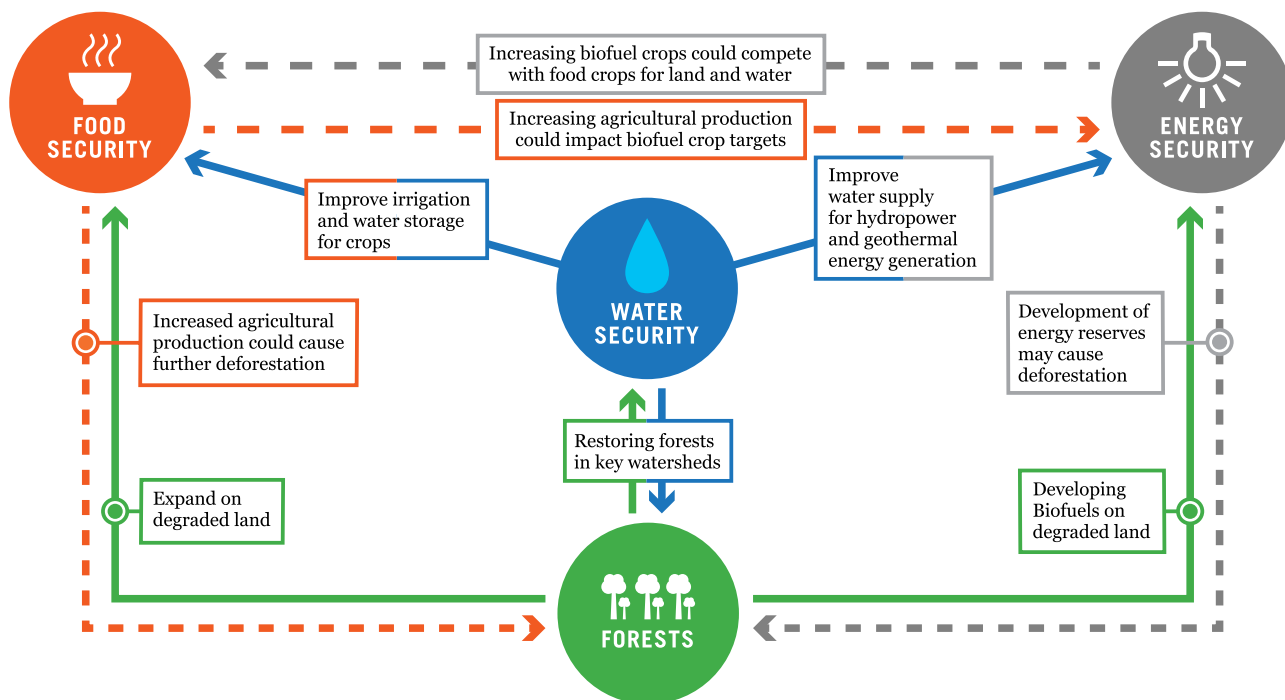 Increasing biofuel crops could compete
with food crops for land and water
FOOD
SECURITY
Increasing agricultural production
could impact biofuel crop targets
ENERGY
SECURITY
Improve irrigation
and water storage
for crops
Improve
water supply
for hydropower
and geothermal
energy generation
WATER
SECURITY
Increased agricultural
production could cause
further deforestation
Development of
energy reserves
may cause
deforestation
Restoring forests
in key watersheds
Expand on
degraded land
Developing
Biofuels on
degraded land
FORESTS